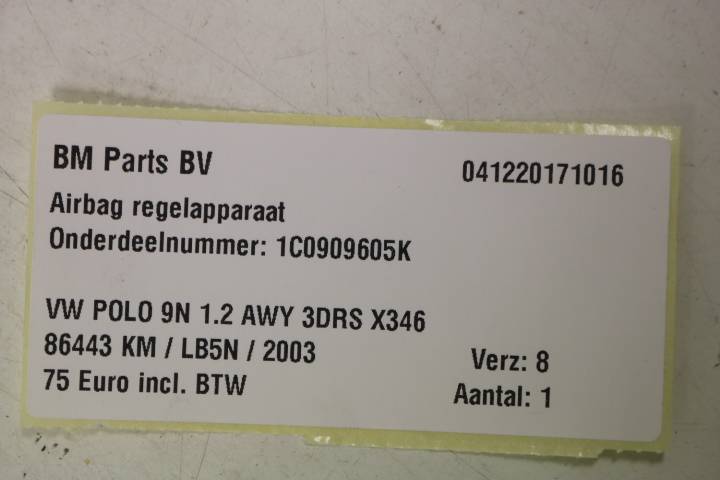 BM Parts BV 041220171016
Airbag regelapparaat
Onderdeelnummer: 1C0909605K
VW POLO 9N 1.2 AWY 3DRS X346
86443 KM / LB5N / 2003 Verz: 8
75 Euro incl. BTW Aantal: 1